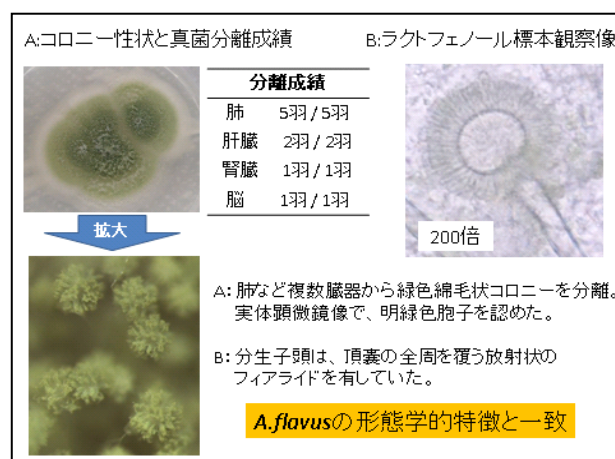 A:コロニー性状と真菌分離成績
B:ラクトフェノール標本観察像
分離成績
肺 5羽/5羽
肝臓 2羽/2羽
腎臓 1羽/1羽
脳 1羽/1羽
拡大
200倍
A:肺など複数臓器から緑色綿毛状コロニーを分離。
実体顕微鏡像で、明緑色胞子を認めた。
B:分生子頭は、頂嚢の全周を覆う放射状の
フィアライドを有していた。
A.flavusの形態学的特徴と一致